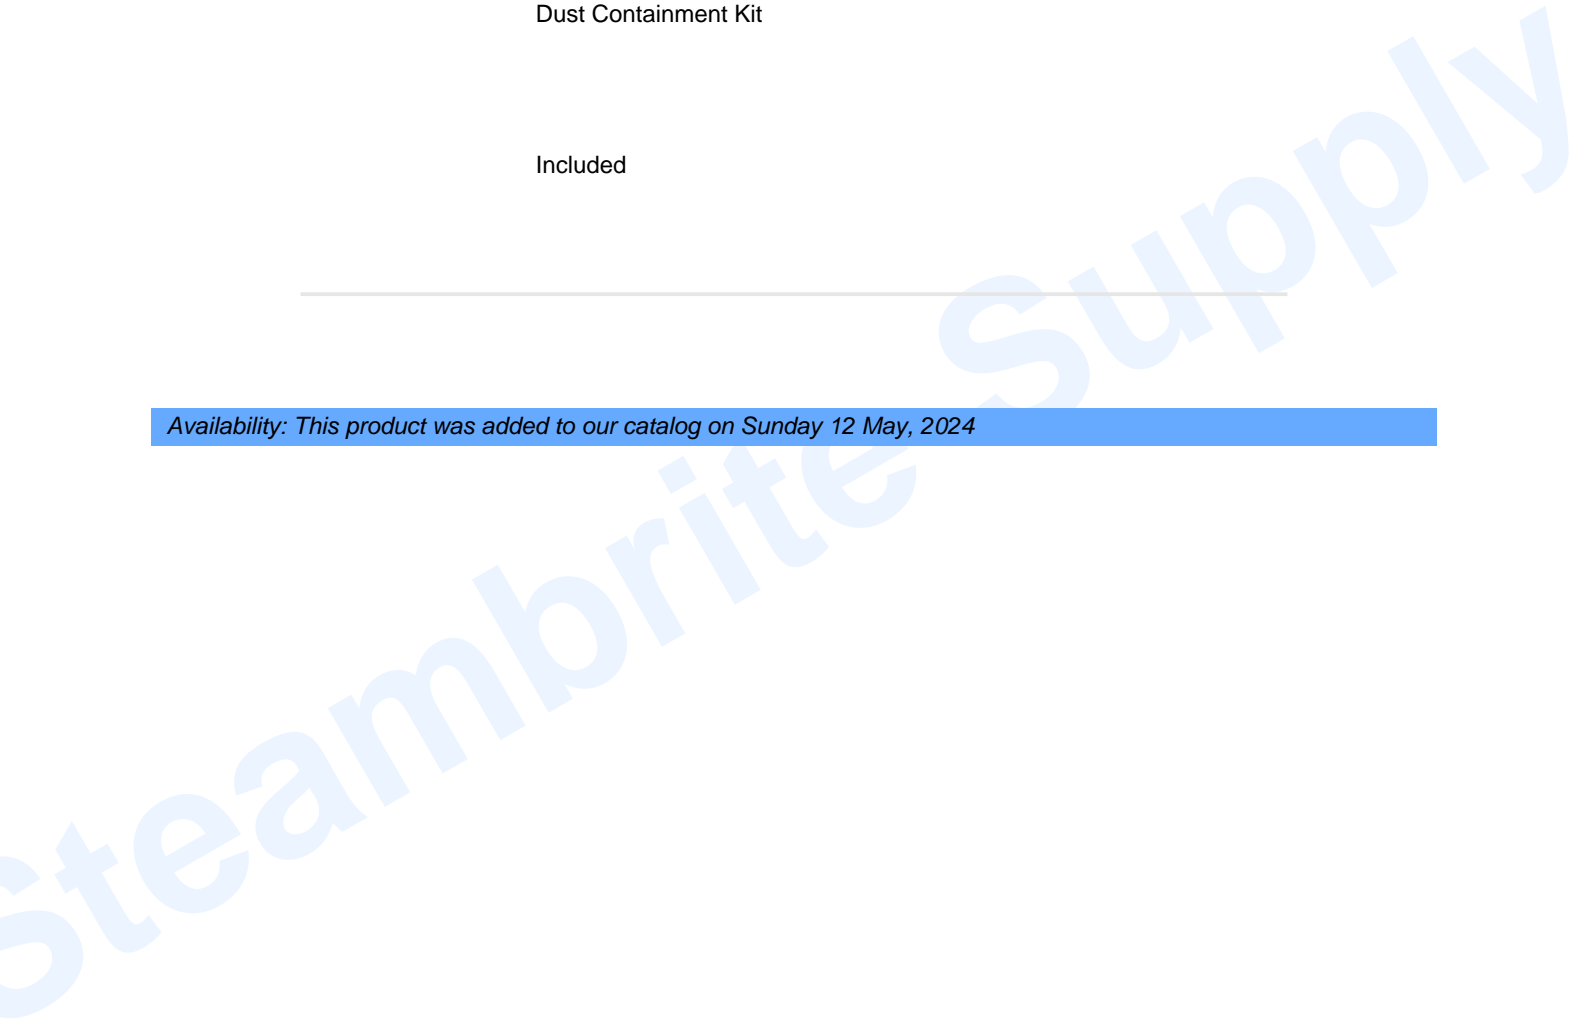 Dust Containment Kit
Included
Availability: This product was added to our catalog on Sunday 12 May, 2024
Steambrite Supply